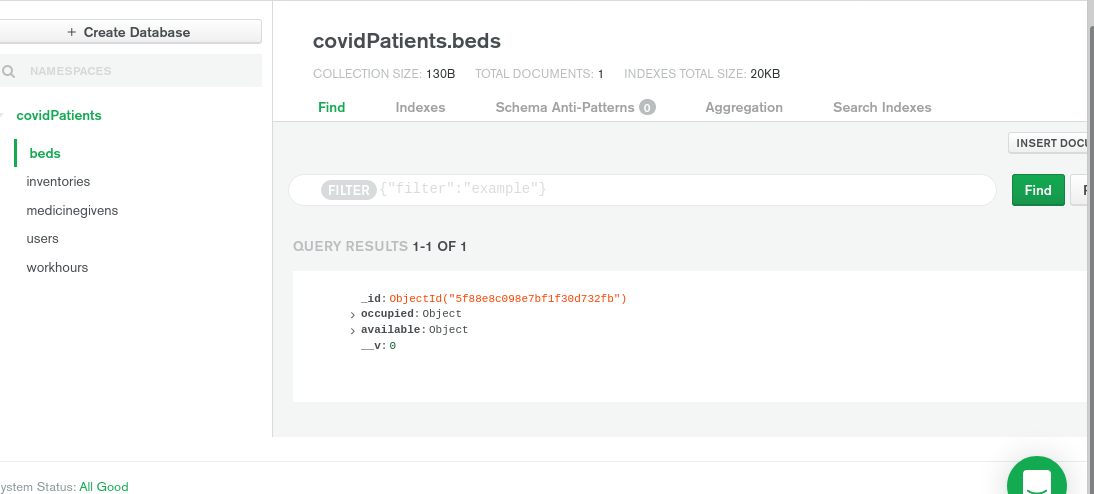 + Create Database
NAMESPACES
covidPatients
beds
inventories
medicinegivens
users
workhours
covidPatients.beds
COLLECTION SIZE: 130B TOTAL DOCUMENTS: 1 INDEXES TOTAL SIZE: 20KB
Find Indexes Schema Anti-Patterns 0 Aggregation Search Indexes
INSERT DOCU
FILTER {"filter":"example"} Find
QUERY RESULTS 1-1 OF 1
_id: ObjectId("5f88e8c098e7bf1f30d732fb")
occupied: Object
available: Object
__v: 0
ystem Status: All Good